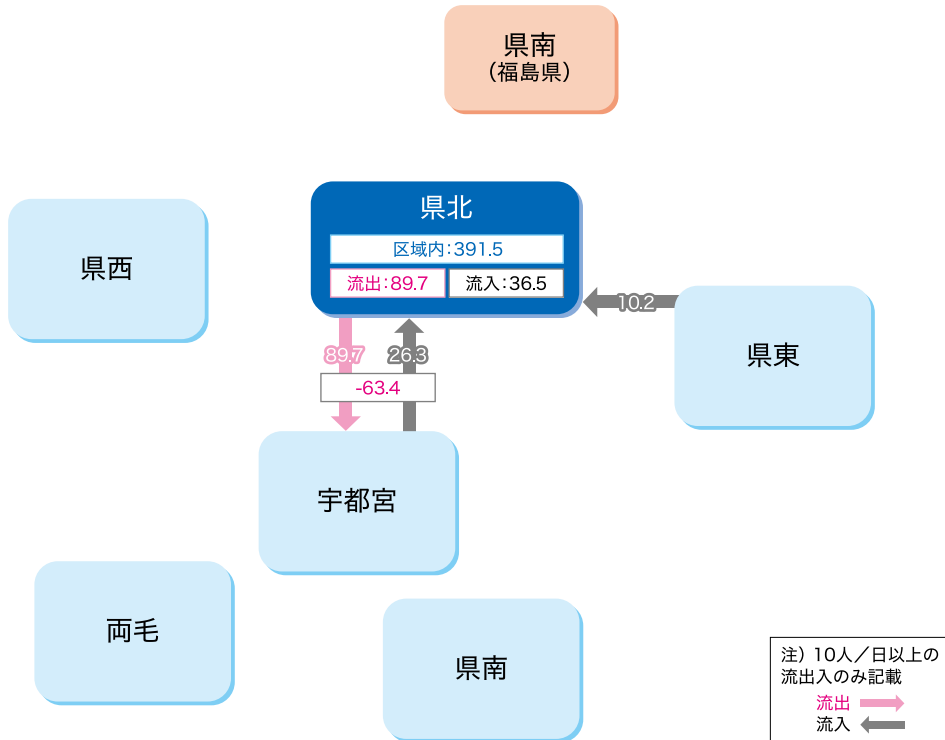 県南
（福島県）
県北
区域内：391.5
流出：89.7
流入：36.5
県西
10.2
県東
89.7
26.3
-63.4
宇都宮
両毛
県南
注）10人／日以上の
流出入のみ記載
流出
流入